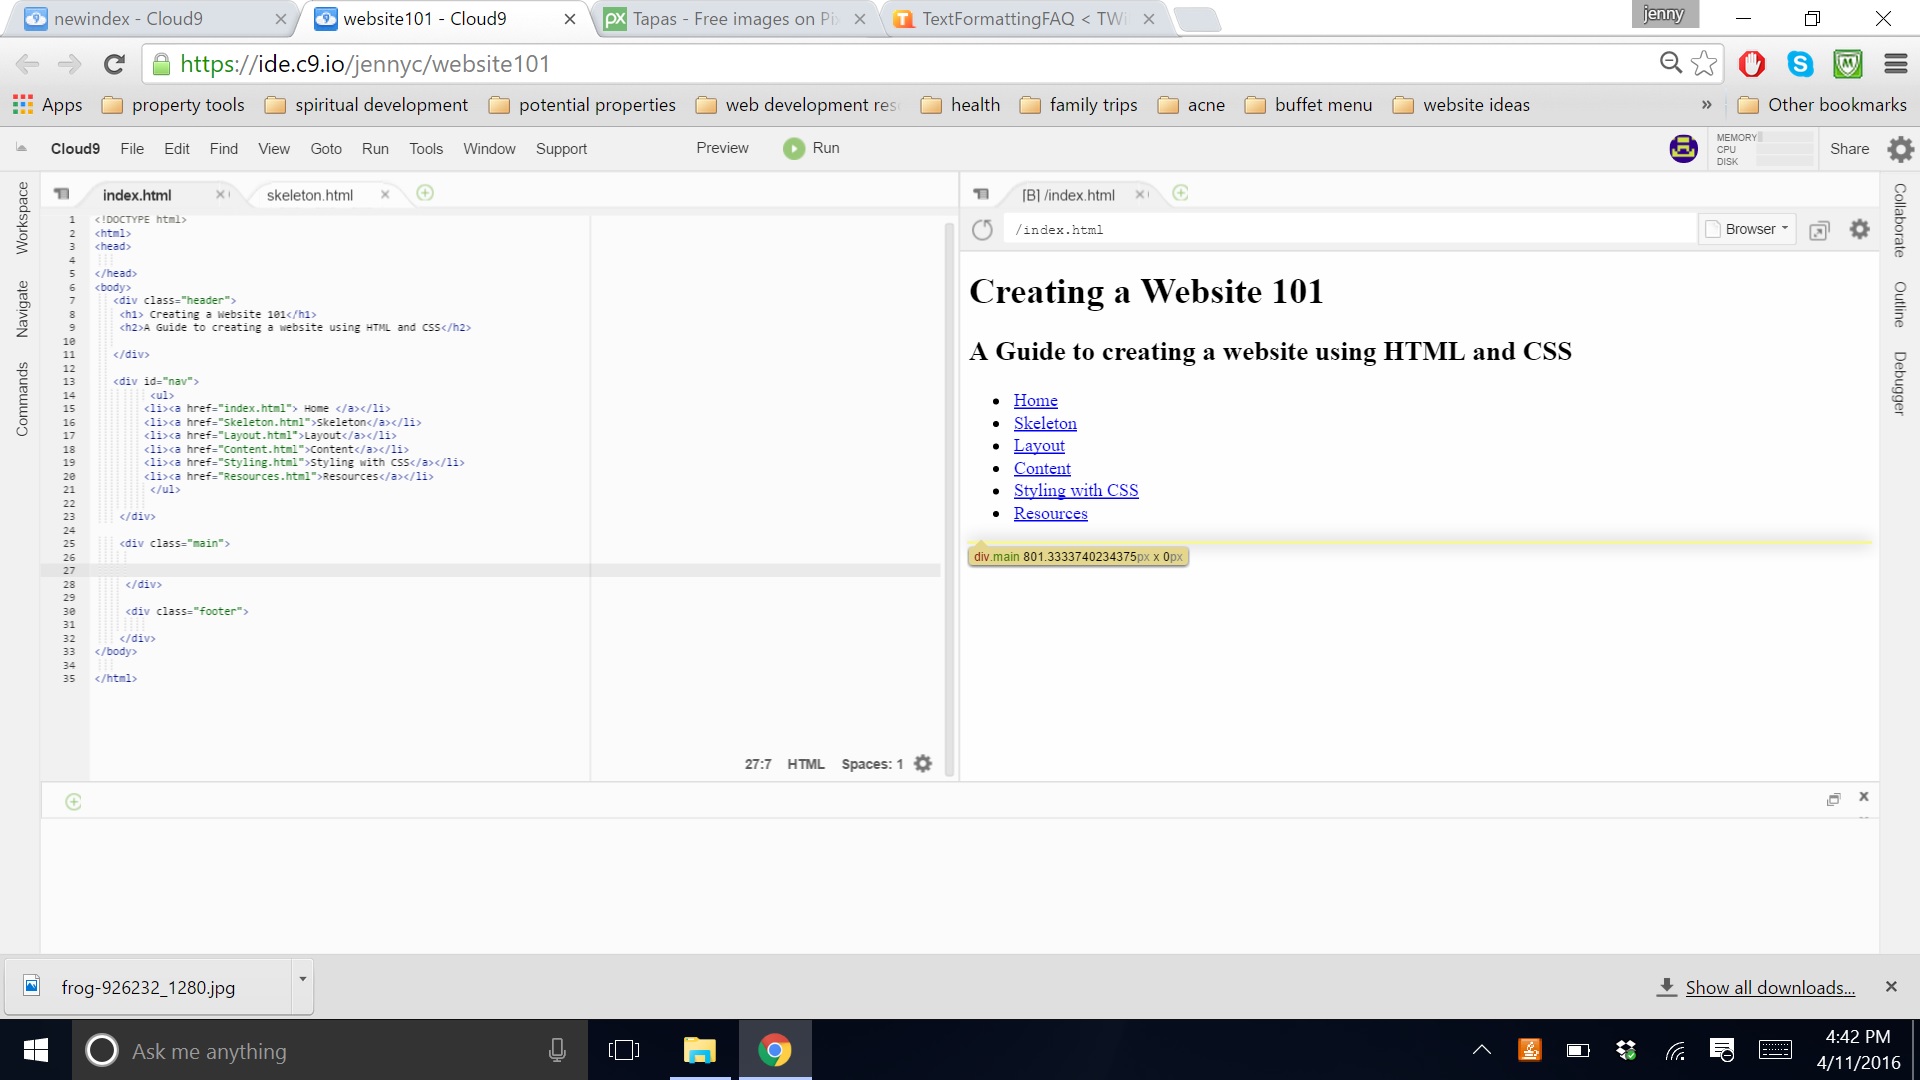 newindex - Cloud9
website101 - Cloud9
Tapas - Free images on Pi
TextFormattingFAQ < TWi
jenny
https://ide.c9.io/jennyc/website101
Apps
property tools
spiritual development
potential properties
web development res
health
family trips
acne
buffet menu
website ideas
»
Other bookmarks
Cloud9 File Edit Find View Goto Run Tools Window Support Preview Run
MEMORY
CPU
DISK
Share
Workspace
Navigate
Commands
index.html
skeleton.html
1 <!DOCTYPE html>
2 <html>
3 <head>
4
5 </head>
6 <body>
7 <div class="header">
8 <h1> Creating a Website 101</h1>
9 <h2>A Guide to creating a website using HTML and CSS</h2>
10
11 </div>
12
13 <div id="nav">
14 <ul>
15 <li><a href="index.html"> Home </a></li>
16 <li><a href="Skeleton.html">Skeleton</a></li>
17 <li><a href="Layout.html">Layout</a></li>
18 <li><a href="Content.html">Content</a></li>
19 <li><a href="Styling.html">Styling with CSS</a></li>
20 <li><a href="Resources.html">Resources</a></li>
21 </ul>
22
23 </div>
24
25 <div class="main">
26
27
28 </div>
29
30 <div class="footer">
31
32 </div>
33 </body>
34
35 </html>
27:7 HTML Spaces: 1
[B] /index.html
/index.html
Browser
Creating a Website 101
A Guide to creating a website using HTML and CSS
Home
Skeleton
Layout
Content
Styling with CSS
Resources
div.main 801.3333740234375px x 0px
Collaborate
Outline
Debugger
frog-926232_1280.jpg
Show all downloads...
Ask me anything
4:42 PM
4/11/2016